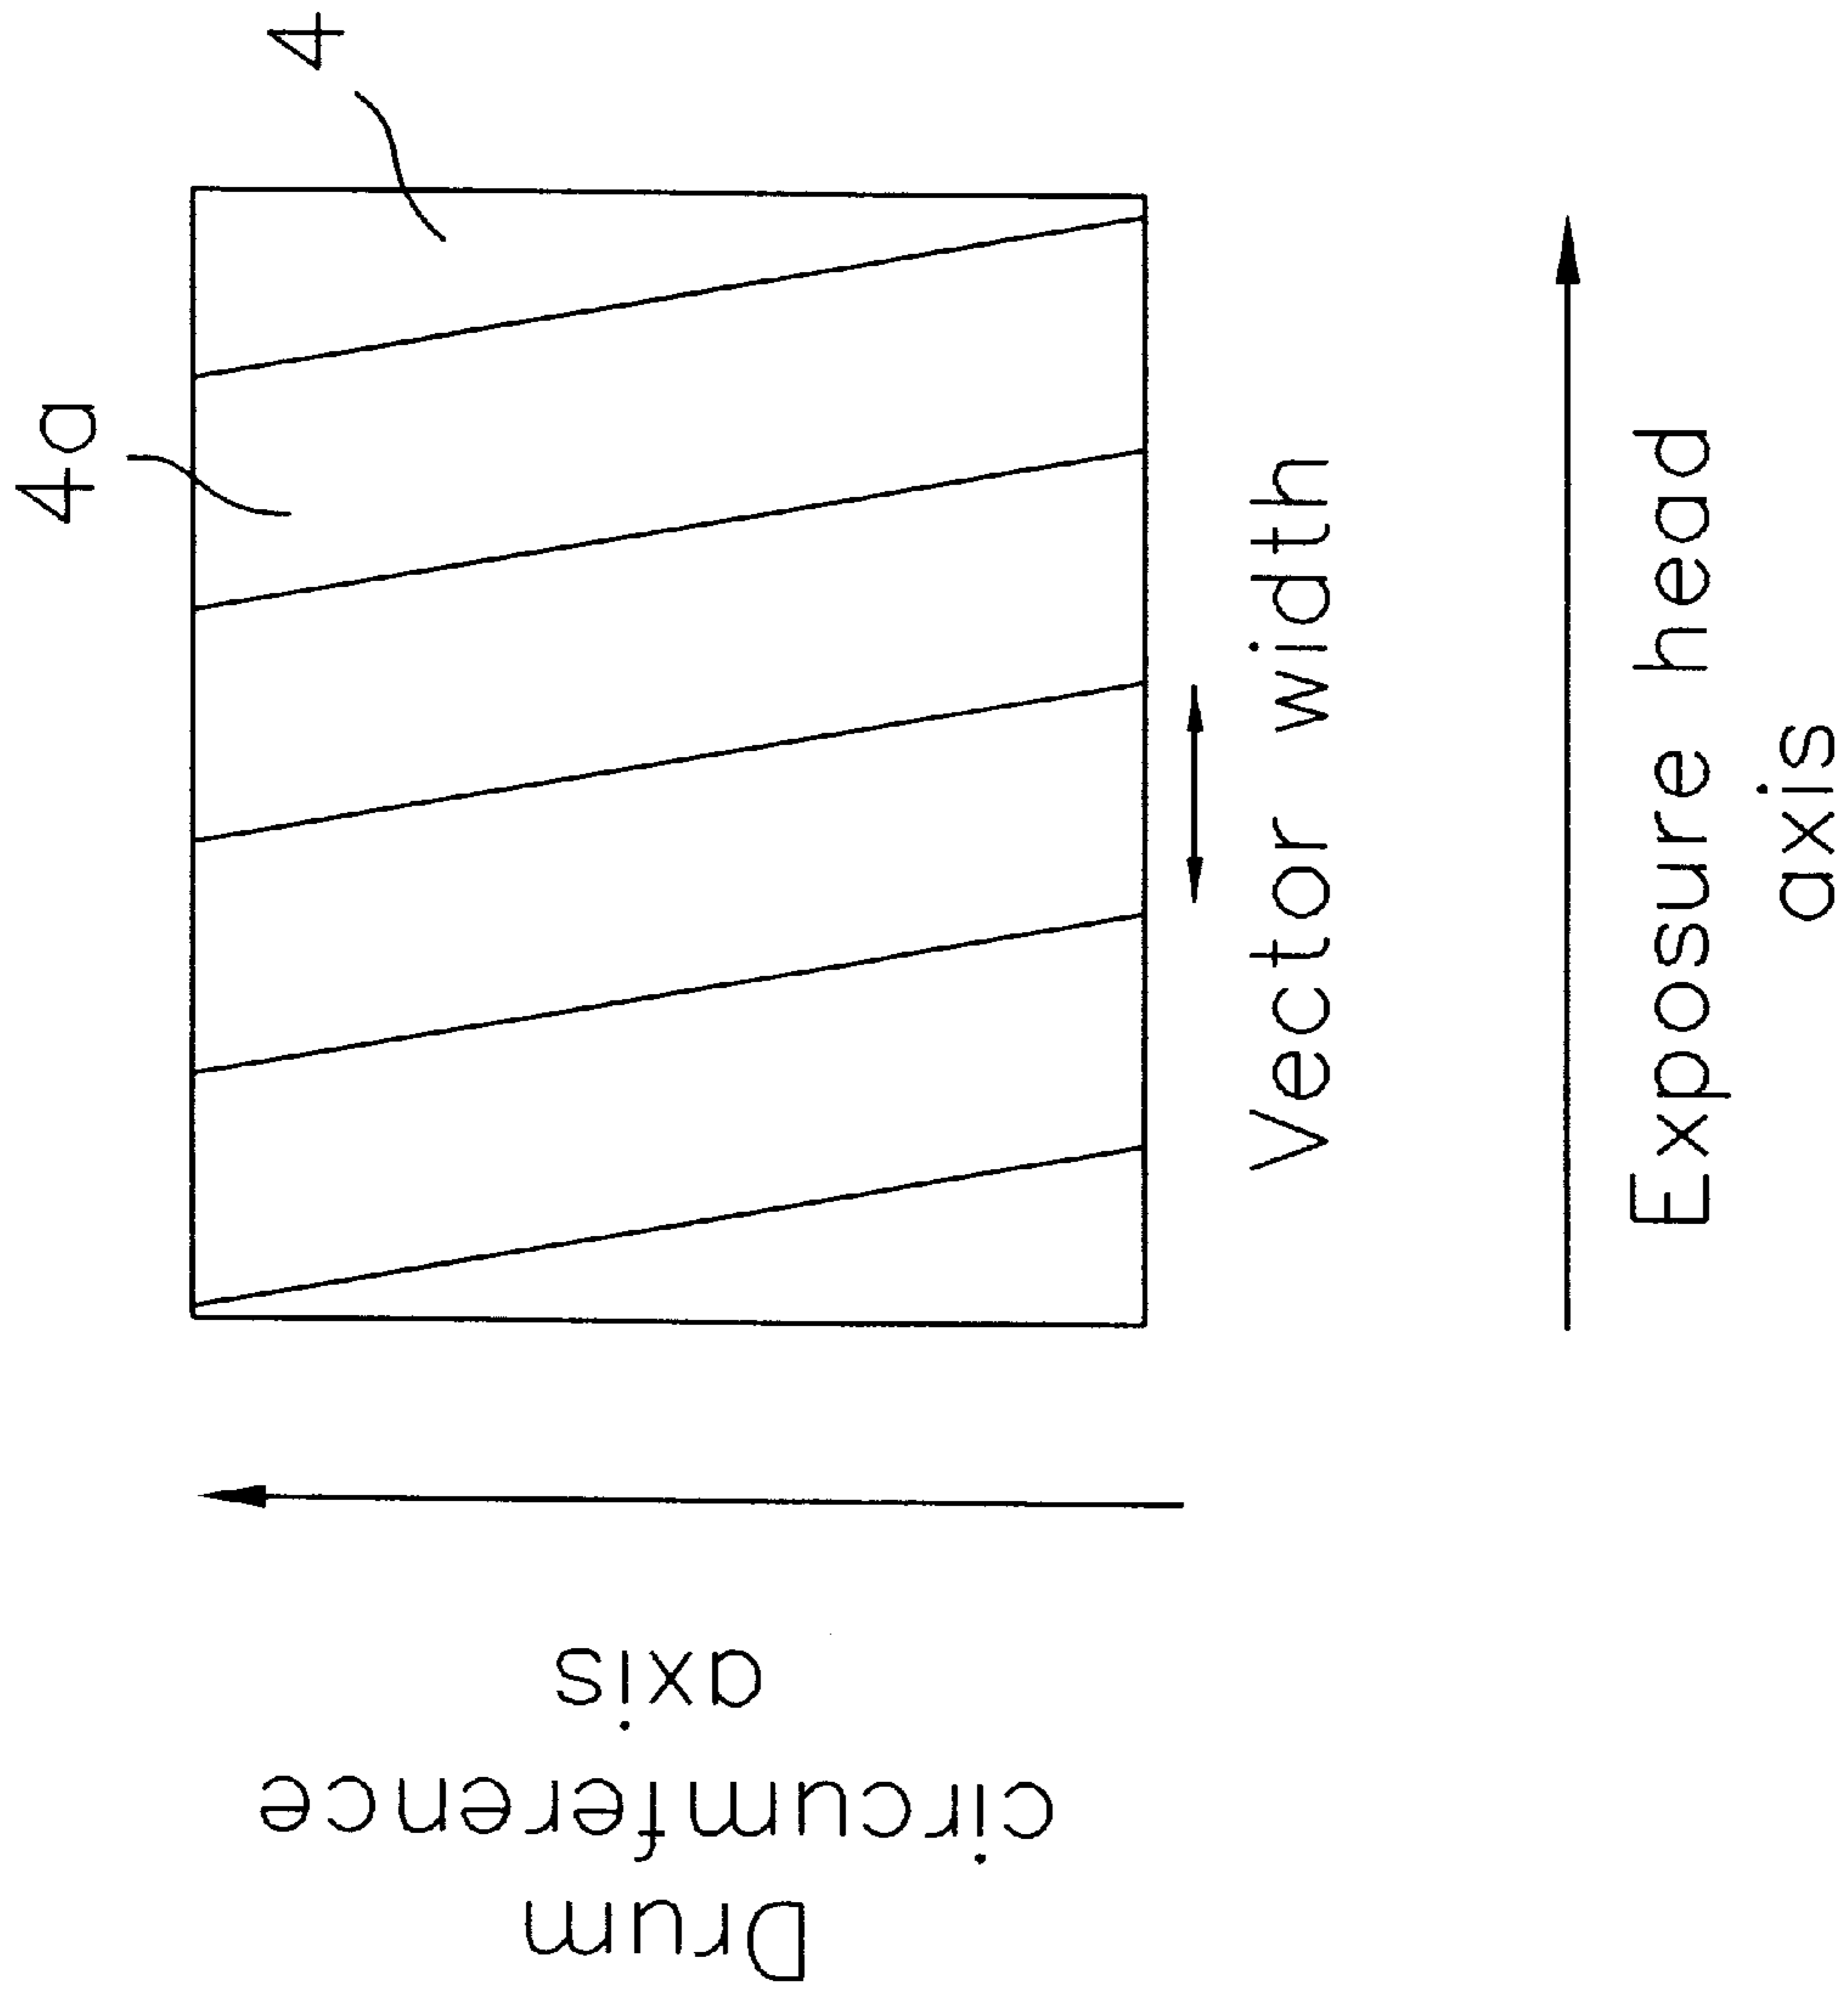 4
4a
Vector width
Exposure head
axis
Drum
circumference
axis